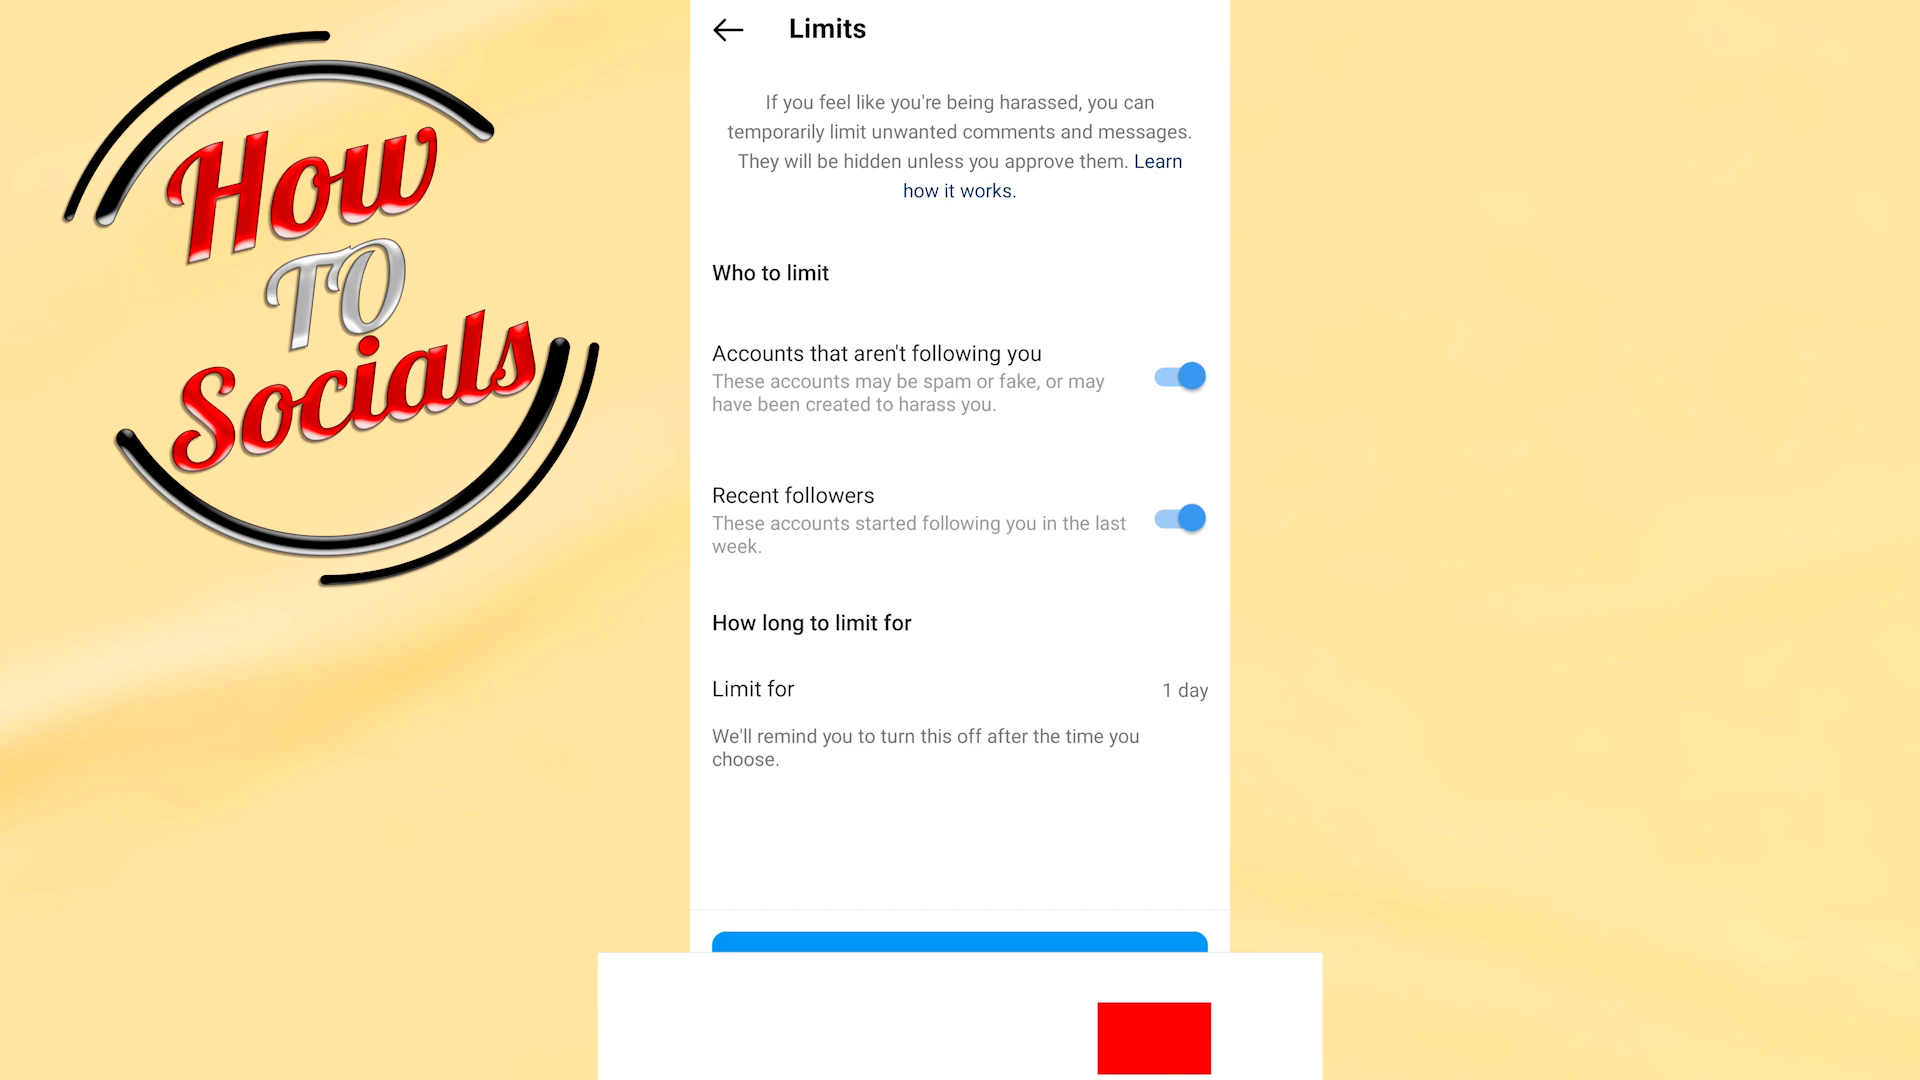 How
TO
Socials
Limits
If you feel like you're being harassed, you can
temporarily limit unwanted comments and messages.
They will be hidden unless you approve them. Learn
how it works.
Who to limit
Accounts that aren't following you
These accounts may be spam or fake, or may
have been created to harass you.
Recent followers
These accounts started following you in the last
week.
How long to limit for
Limit for 1 day
We'll remind you to turn this off after the time you
choose.